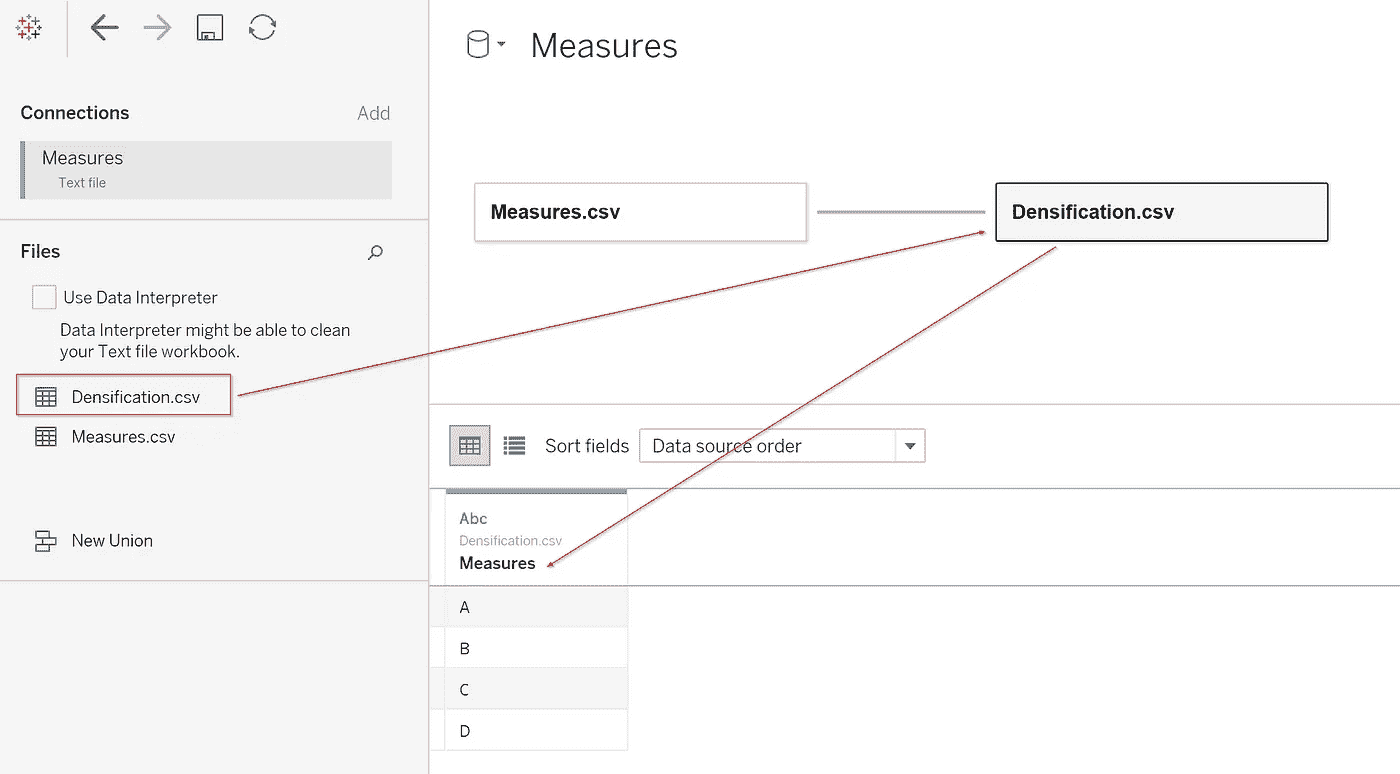 Measures
Connections
Add
Measures
Text file
Files
Use Data Interpreter
Data Interpreter might be able to clean
your Text file workbook.
Densification.csv
Measures.csv
New Union
Measures.csv
Densification.csv
Sort fields
Data source order
Abc
Densification.csv
Measures
A
B
C
D